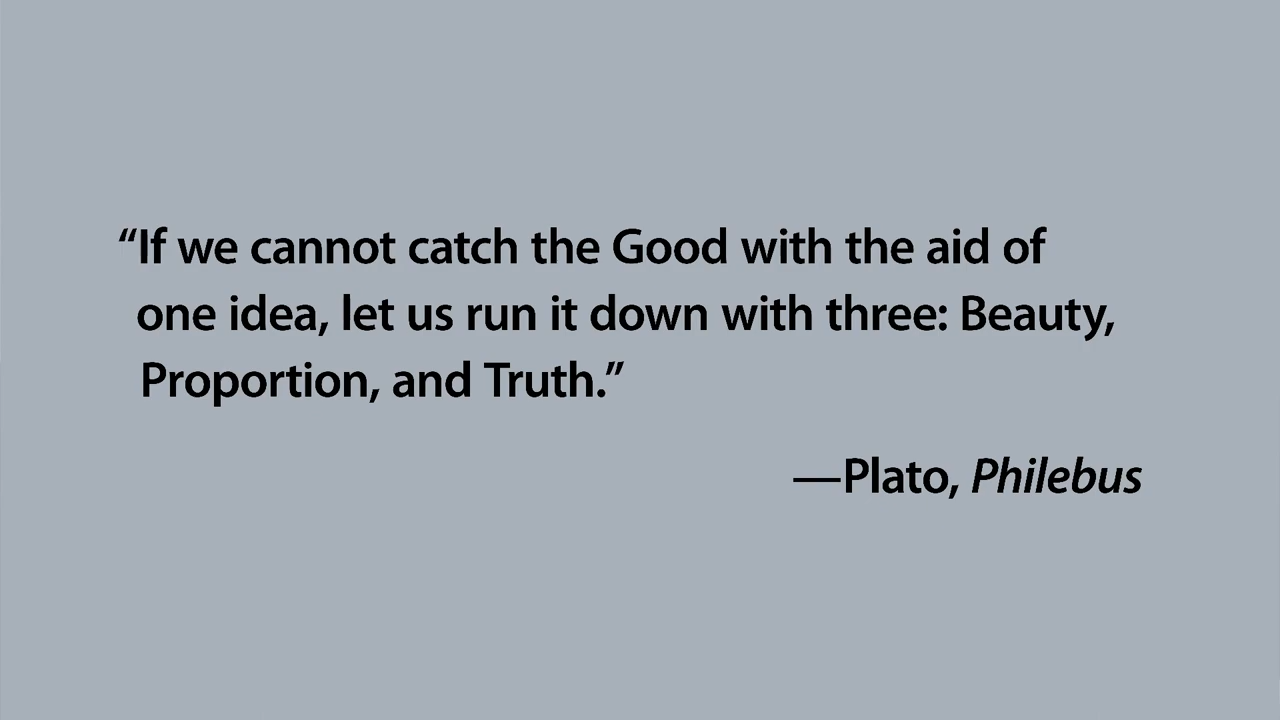 “If we cannot catch the Good with the aid of
one idea, let us run it down with three: Beauty,
Proportion, and Truth.”
—Plato, Philebus